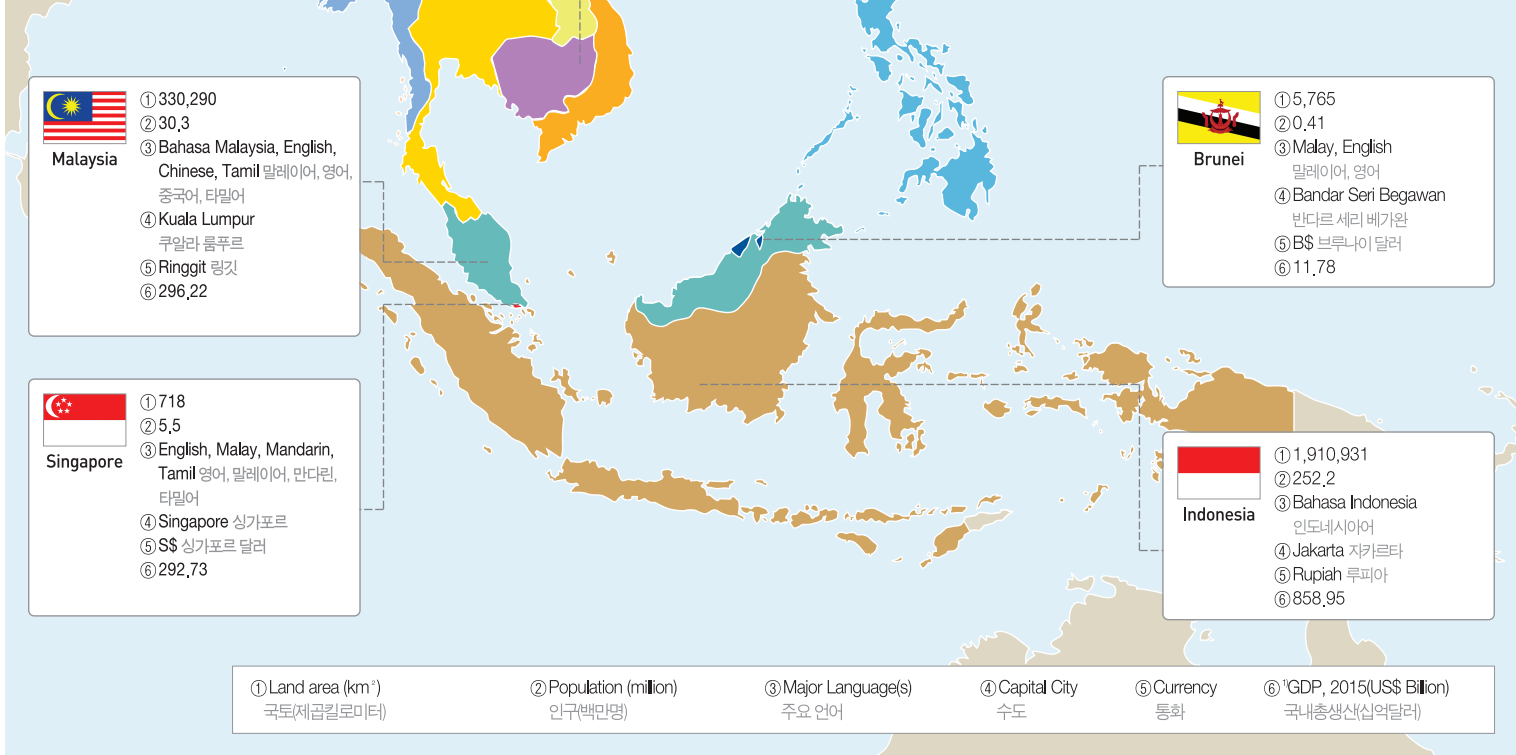 Malaysia
①330,290
②30.3
③Bahasa Malaysia, English,
Chinese, Tamil 말레이어, 영어,
중국어, 타밀어
④Kuala Lumpur
쿠알라 룸푸르
⑤Ringgit 링깃
⑥296.22
Singapore
①718
②5.5
③English, Malay, Mandarin,
Tamil 영어, 말레이어, 만다린,
타밀어
④Singapore 싱가포르
⑤S$ 싱가포르 달러
⑥292.73
Brunei
①5,765
②0.41
③Malay, English
말레이어, 영어
④Bandar Seri Begawan
반다르 세리 베가완
⑤B$ 브루나이 달러
⑥11.78
Indonesia
①1,910,931
②252.2
③Bahasa Indonesia
인도네시아어
④Jakarta 자카르타
⑤Rupiah 루피아
⑥858.95
①Land area (km²) ②Population (million) ③Major Language(s) ④Capital City ⑤Currency ⑥¹⁾GDP, 2015(US$ Billion)
국토(제곱킬로미터) 인구(백만명) 주요 언어 수도 통화 국내총생산(십억달러)